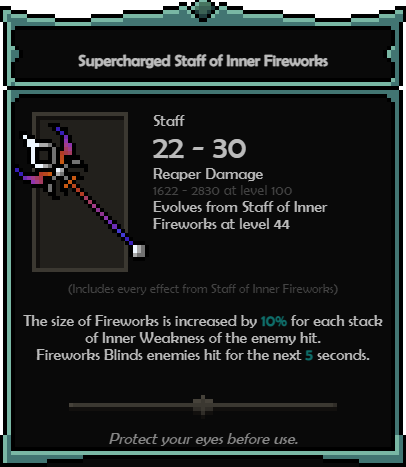 Supercharged Staff of Inner Fireworks
Staff
22 - 30
Reaper Damage
1622 - 2830 at level 100
Evolves from Staff of Inner
Fireworks at level 44
(Includes every effect from Staff of Inner Fireworks)
The size of Fireworks is increased by 10% for each stack
of Inner Weakness of the enemy hit.
Fireworks Blinds enemies hit for the next 5 seconds.
Protect your eyes before use.